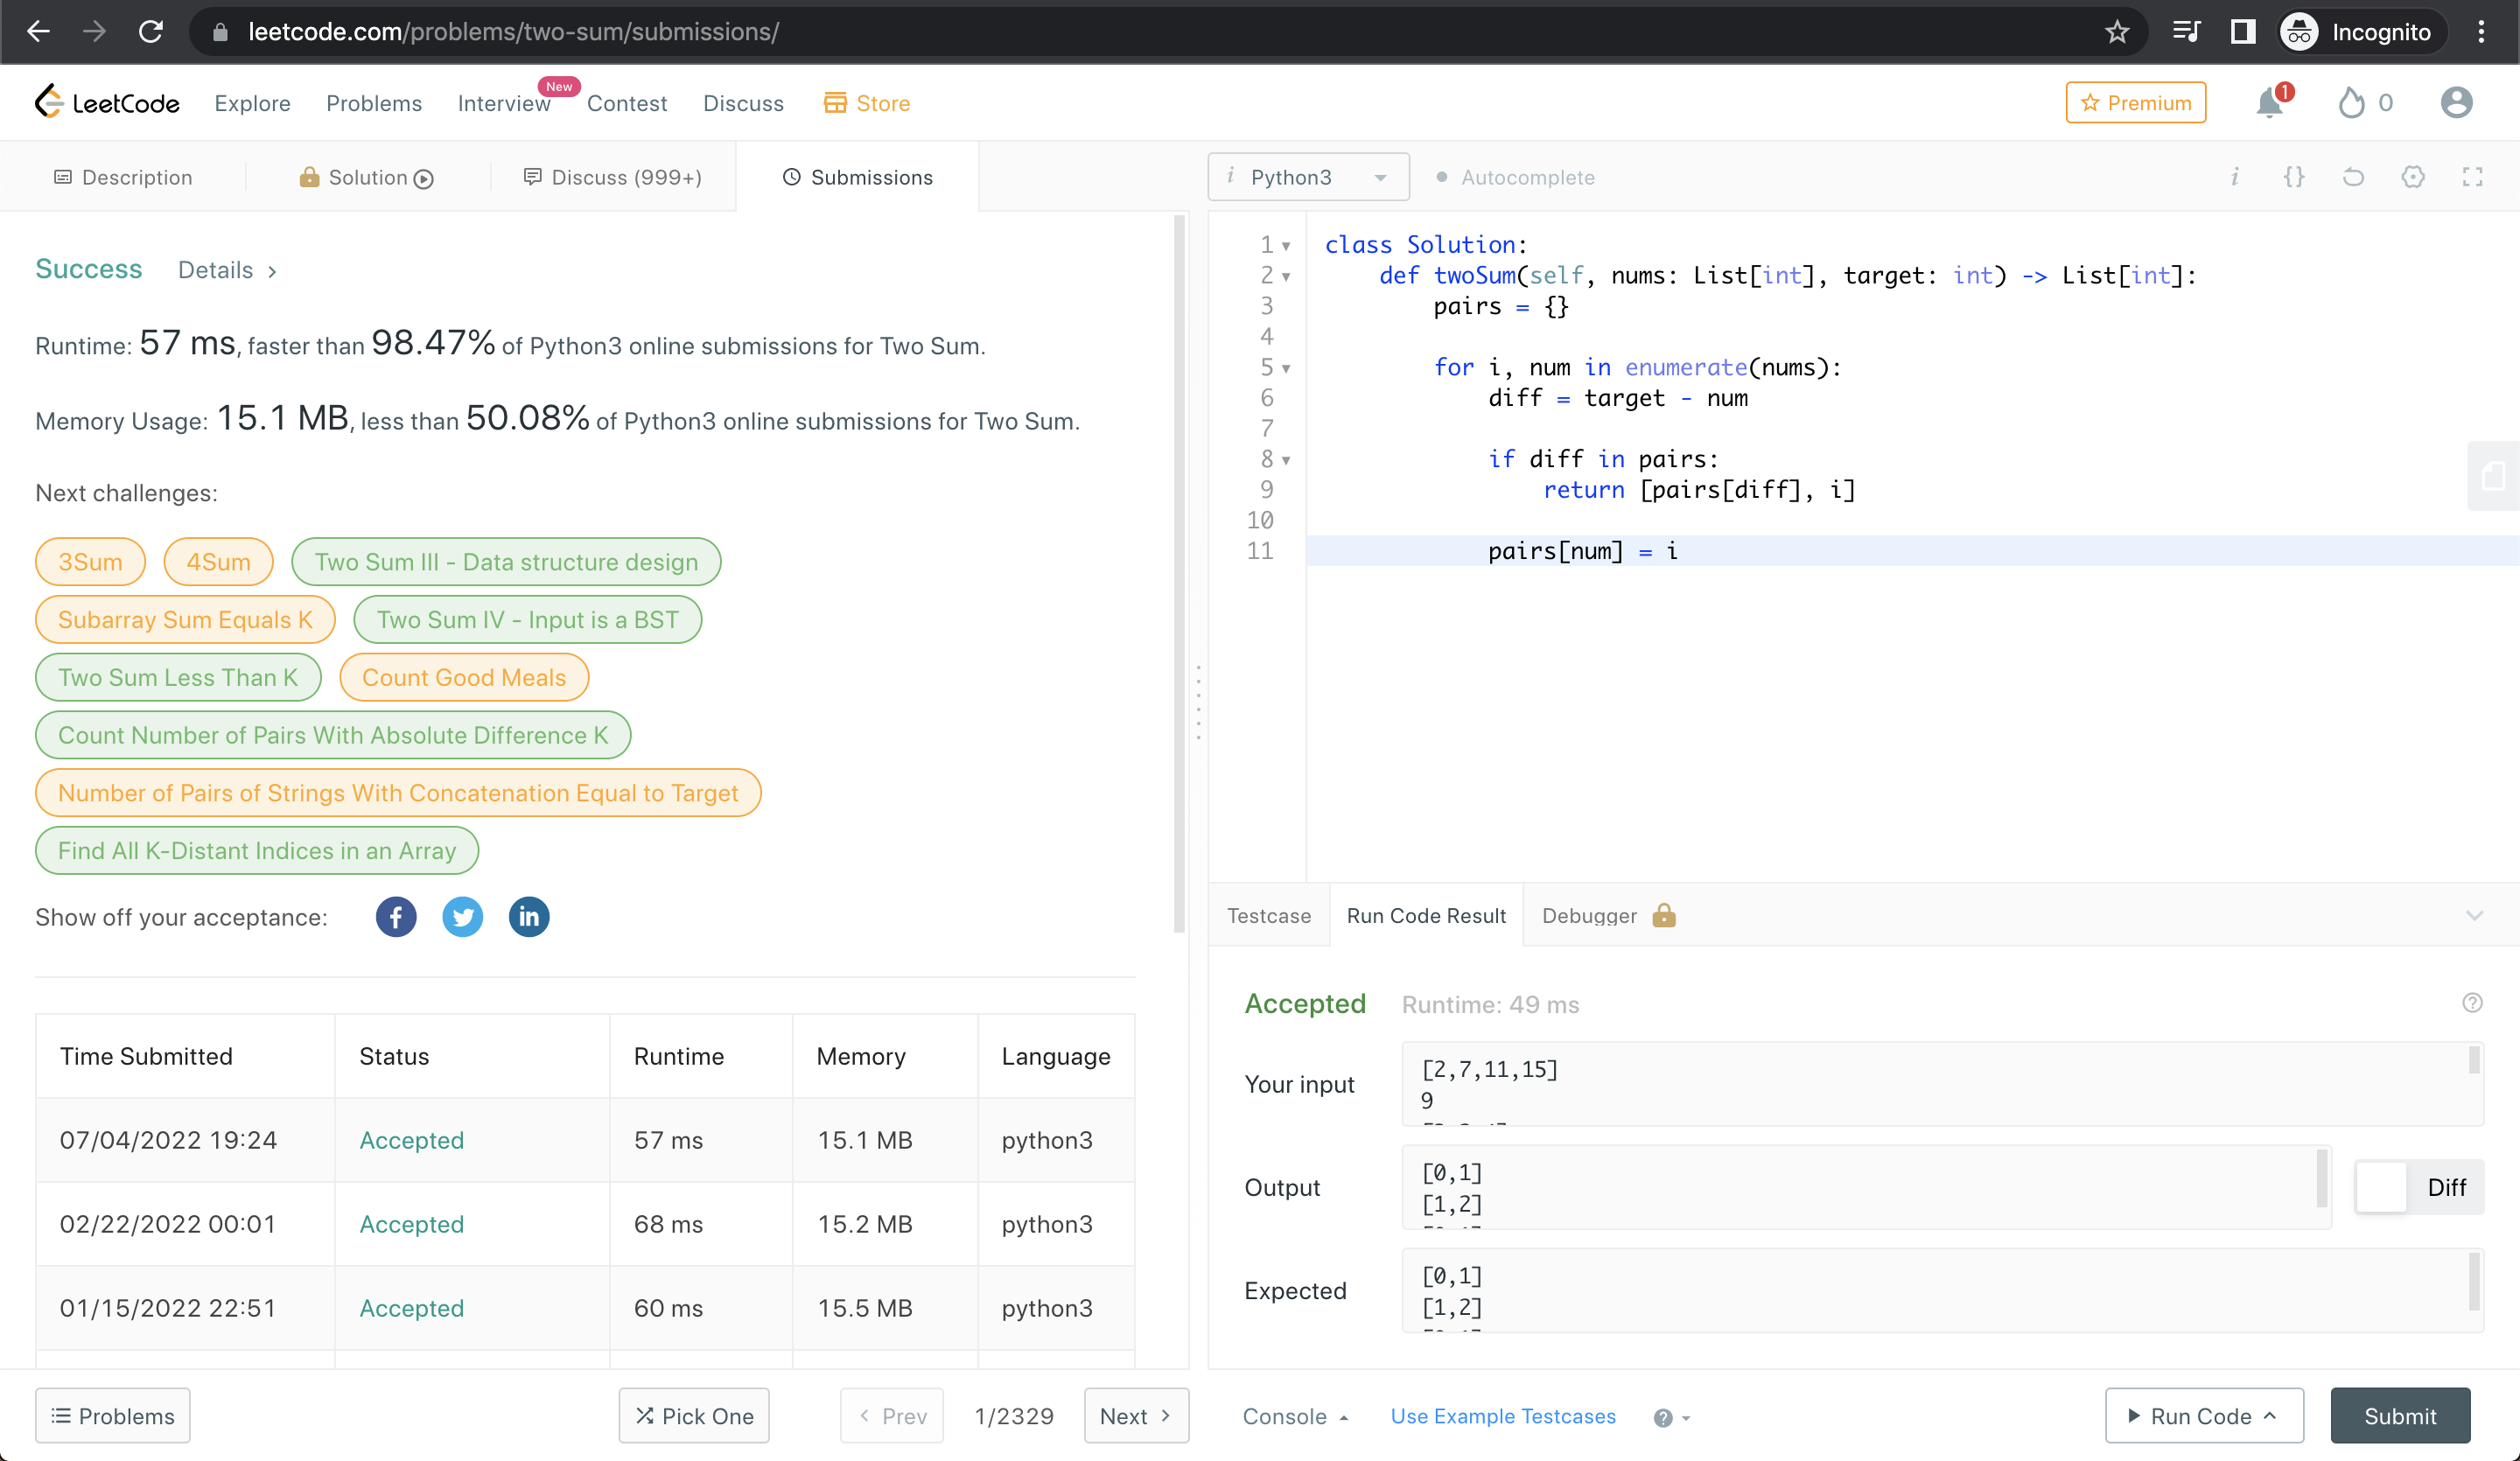 leetcode.com/problems/two-sum/submissions/
Incognito
LeetCode Explore Problems Interview New Contest Discuss Store
Premium 1 0
Description Solution Discuss (999+) Submissions
Success Details >
Runtime: 57 ms, faster than 98.47% of Python3 online submissions for Two Sum.
Memory Usage: 15.1 MB, less than 50.08% of Python3 online submissions for Two Sum.
Next challenges:
3Sum 4Sum Two Sum III - Data structure design
Subarray Sum Equals K Two Sum IV - Input is a BST
Two Sum Less Than K Count Good Meals
Count Number of Pairs With Absolute Difference K
Number of Pairs of Strings With Concatenation Equal to Target
Find All K-Distant Indices in an Array
Show off your acceptance:
Time Submitted Status Runtime Memory Language
07/04/2022 19:24 Accepted 57 ms 15.1 MB python3
02/22/2022 00:01 Accepted 68 ms 15.2 MB python3
01/15/2022 22:51 Accepted 60 ms 15.5 MB python3
Problems Pick One < Prev 1/2329 Next >
i Python3 Autocomplete i {}
1 class Solution:
2 def twoSum(self, nums: List[int], target: int) -> List[int]:
3 pairs = {}
4
5 for i, num in enumerate(nums):
6 diff = target - num
7
8 if diff in pairs:
9 return [pairs[diff], i]
10
11 pairs[num] = i
Testcase Run Code Result Debugger
Accepted Runtime: 49 ms ?
Your input
[2,7,11,15]
9
Output
[0,1]
[1,2]
Diff
Expected
[0,1]
[1,2]
Console Use Example Testcases ? Run Code Submit